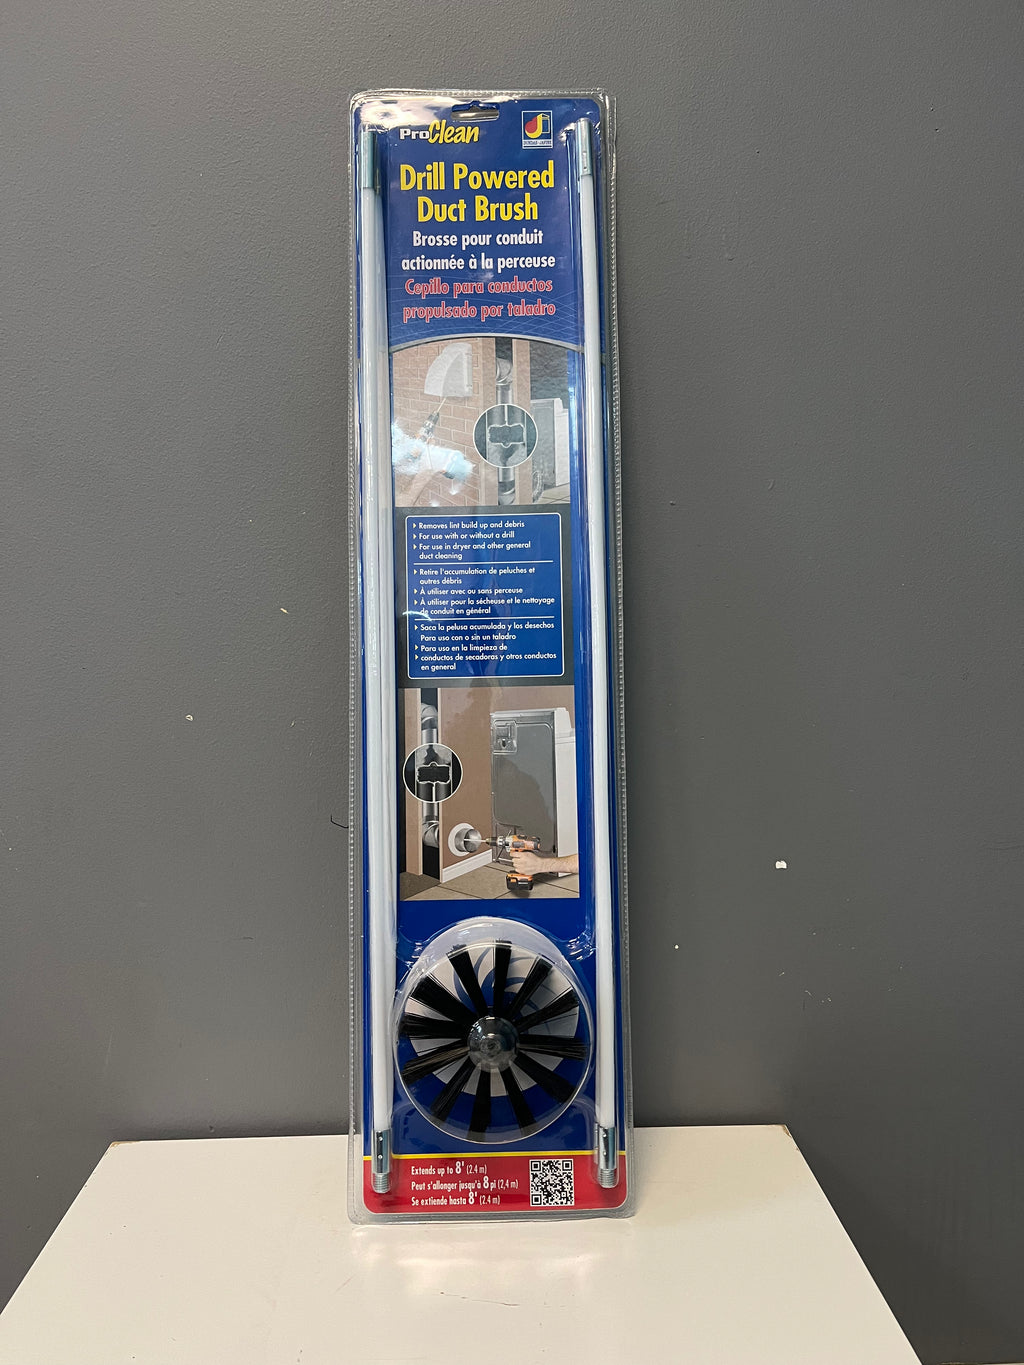 ProClean
DUNDAS JAFINE
Drill Powered
Duct Brush
Brosse pour conduit
actionnée à la perceuse
Cepillo para conductos
propulsado por taladro
Removes lint build up and debris
For use with or without a drill
For use in dryer and other general
duct cleaning
Retire l'accumulation de peluches et
autres débris
À utiliser avec ou sans perceuse
À utiliser pour la sécheuse et le nettoyage
de conduit en général
Saca la pelusa acumulada y los desechos
Para uso con o sin un taladro
Para uso en la limpieza de
conductos de secadoras y otros conductos
en general
Extends up to 8' (2.4 m)
Peut s'allonger jusqu'à 8 pi (2,4 m)
Se extiende hasta 8' (2.4 m)